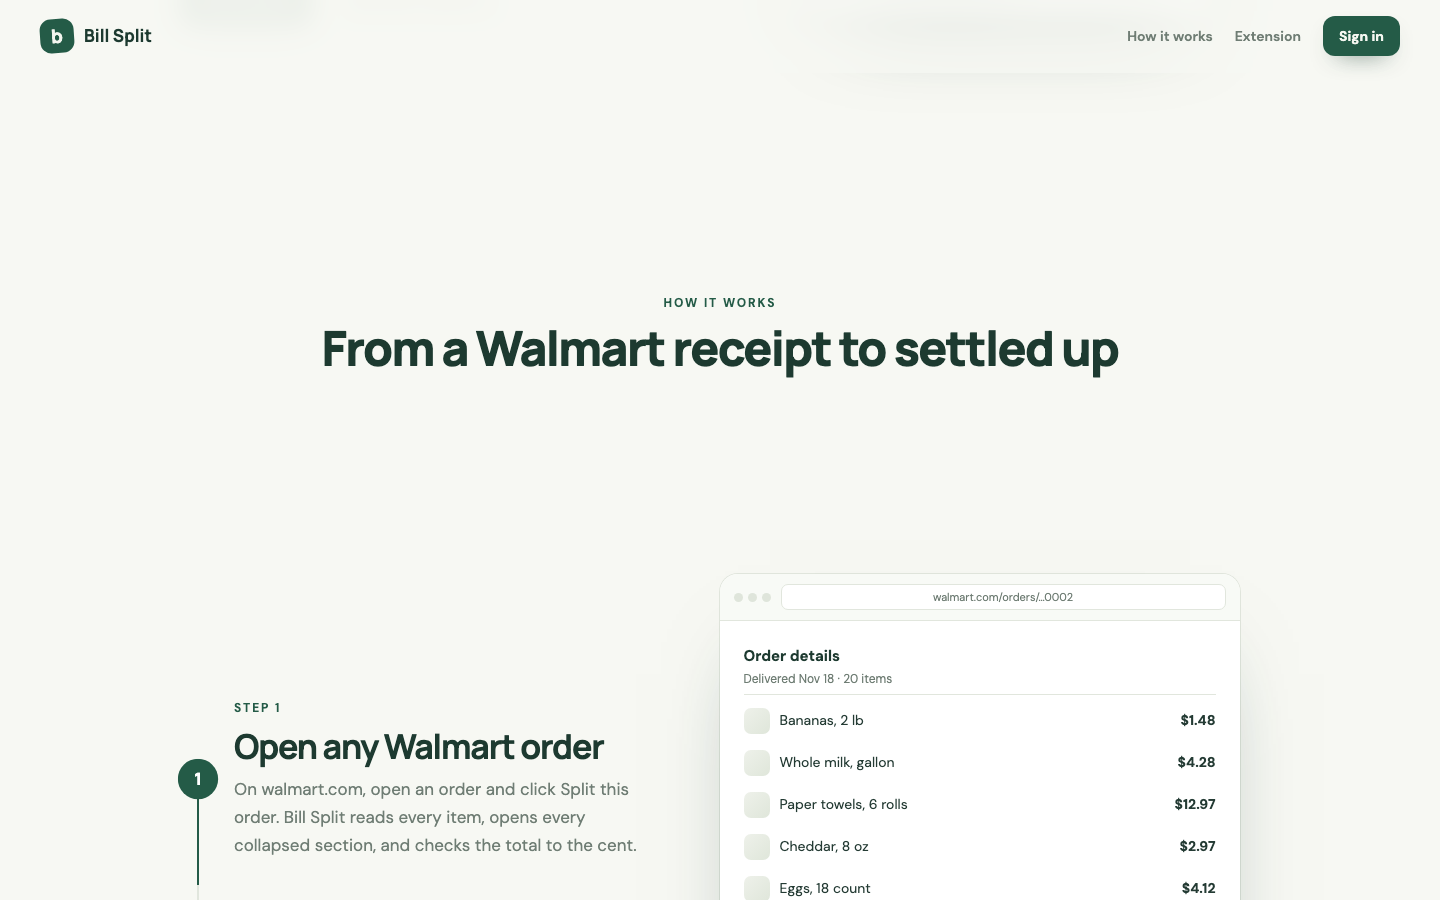 b Bill Split
How it works Extension Sign in
HOW IT WORKS
From a Walmart receipt to settled up
STEP 1
Open any Walmart order
1
On walmart.com, open an order and click Split this
order. Bill Split reads every item, opens every
collapsed section, and checks the total to the cent.
walmart.com/orders/...0002
Order details
Delivered Nov 18 · 20 items
Bananas, 2 lb $1.48
Whole milk, gallon $4.28
Paper towels, 6 rolls $12.97
Cheddar, 8 oz $2.97
Eggs, 18 count $4.12